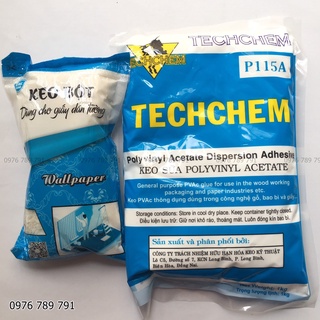 KEO BỘT
Dùng cho giấy dán tường
Wallpaper
TECHCHEM
TECHCHEM
P115A
TECHCHEM
Polyvinyl Acetate Dispersion Adhesive
KEO SỮA POLYVINYL ACETATE
General purpose PVAc glue for use in the wood working
packaging and paper industries etc.
Keo PVAc thông dụng dùng trong công nghệ gỗ, bao bì và giấy
Storage conditions: Store in cool dry place. Keep container tightly closed.
Điều kiện lưu trữ: Giữ nơi khô ráo, thoáng mát. Luôn đóng kín bao bì.
Sản xuất và phân phối bởi:
CÔNG TY TRÁCH NHIỆM HỮU HẠN HÓA KEO KỸ THUẬT
Lô C2, Đường số 7, KCN Long Bình, P. Long Bình,
Biên Hòa, Đồng Nai.
0976 789 791